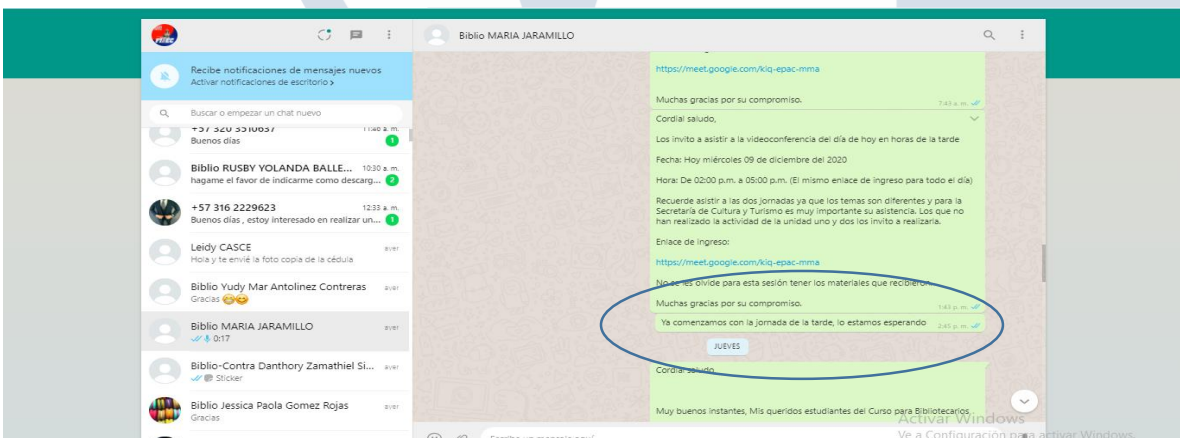 Biblio MARIA JARAMILLO
Recibe notificaciones de mensajes nuevos
Activar notificaciones de escritorio >
Buscar o empezar un chat nuevo
+57 320 3510637 11:46 a. m.
Buenos días 1
Biblio RUSBY YOLANDA BALLE... 10:30 a. m.
hagame el favor de indicarme como descarg... 2
+57 316 2229623 12:33 a. m.
Buenos días , estoy interesado en realizar un... 1
Leidy CASCE ayer
Hola y te envié la foto copia de la cédula
Biblio Yudy Mar Antolinez Contreras ayer
Gracias
Biblio MARIA JARAMILLO ayer
0:17
Biblio-Contra Danthory Zamathiel Si... ayer
Sticker
Biblio Jessica Paola Gomez Rojas ayer
Gracias
https://meet.google.com/kiq-epac-mma
Muchas gracias por su compromiso.
7:43 a. m.
Cordial saludo,
Los invito a asistir a la videoconferencia del día de hoy en horas de la tarde
Fecha: Hoy miércoles 09 de diciembre del 2020
Hora: De 02:00 p.m. a 05:00 p.m. (El mismo enlace de ingreso para todo el día)
Recuerde asistir a las dos jornadas ya que los temas son diferentes y para la
Secretaría de Cultura y Turismo es muy importante su asistencia. Los que no
han realizado la actividad de la unidad uno y dos los invito a realizarla.
Enlace de ingreso:
https://meet.google.com/kiq-epac-mma
No se les olvide para esta sesión tener los materiales que recibieron.
Muchas gracias por su compromiso.
1:43 p. m.
Ya comenzamos con la jornada de la tarde, lo estamos esperando 2:45 p. m.
JUEVES
Cordial saludo,
Muy buenos instantes, Mis queridos estudiantes del Curso para Bibliotecarios.
Activar Windows
Ve a Configuración para activar Windows.
Escribe un mensaje aquí